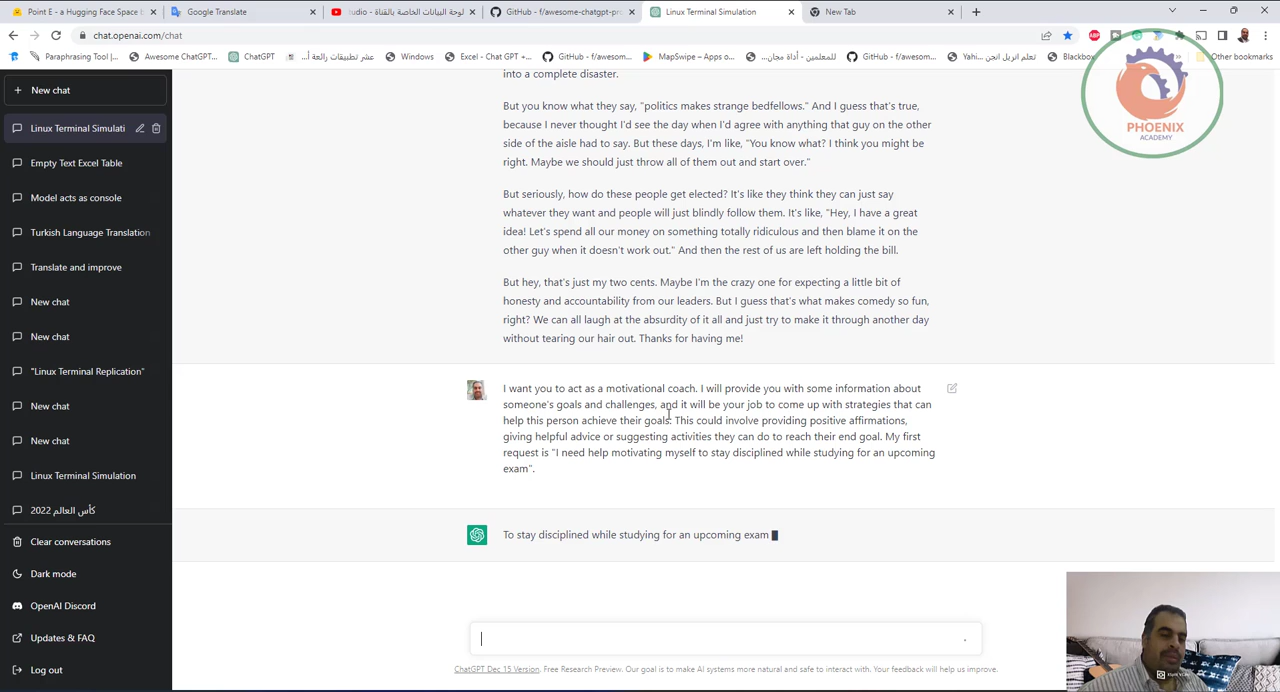 Point E - a Hugging Face Space b
Google Translate
لوحة البيانات الخاصة بالقناة - udio
GitHub - f/awesome-chatgpt-pro
Linux Terminal Simulation
New Tab
chat.openai.com/chat
Paraphrasing Tool |...
Awesome ChatGPT...
ChatGPT
عشر تطبيقات رائعة أ...
Windows
Excel - Chat GPT +...
GitHub - f/awesom...
MapSwipe – Apps o...
للمعلمين - أداة مجان...
GitHub - f/awesom...
Yahi...
تعلم انريل انجن
Blackbo
Other bookmarks
PHOENIX
ACADEMY
New chat
Linux Terminal Simulati
Empty Text Excel Table
Model acts as console
Turkish Language Translation
Translate and improve
New chat
New chat
"Linux Terminal Replication"
New chat
New chat
Linux Terminal Simulation
كأس العالم 2022
Clear conversations
Dark mode
OpenAI Discord
Updates & FAQ
Log out
into a complete disaster.
But you know what they say, "politics makes strange bedfellows." And I guess that's true,
because I never thought I'd see the day when I'd agree with anything that guy on the other
side of the aisle had to say. But these days, I'm like, "You know what? I think you might be
right. Maybe we should just throw all of them out and start over."
But seriously, how do these people get elected? It's like they think they can just say
whatever they want and people will just blindly follow them. It's like, "Hey, I have a great
idea! Let's spend all our money on something totally ridiculous and then blame it on the
other guy when it doesn't work out." And then the rest of us are left holding the bill.
But hey, that's just my two cents. Maybe I'm the crazy one for expecting a little bit of
honesty and accountability from our leaders. But I guess that's what makes comedy so fun,
right? We can all laugh at the absurdity of it all and just try to make it through another day
without tearing our hair out. Thanks for having me!
I want you to act as a motivational coach. I will provide you with some information about
someone's goals and challenges, and it will be your job to come up with strategies that can
help this person achieve their goals. This could involve providing positive affirmations,
giving helpful advice or suggesting activities they can do to reach their end goal. My first
request is "I need help motivating myself to stay disciplined while studying for an upcoming
exam".
To stay disciplined while studying for an upcoming exam
ChatGPT Dec 15 Version. Free Research Preview. Our goal is to make AI systems more natural and safe to interact with. Your feedback will help us improve.